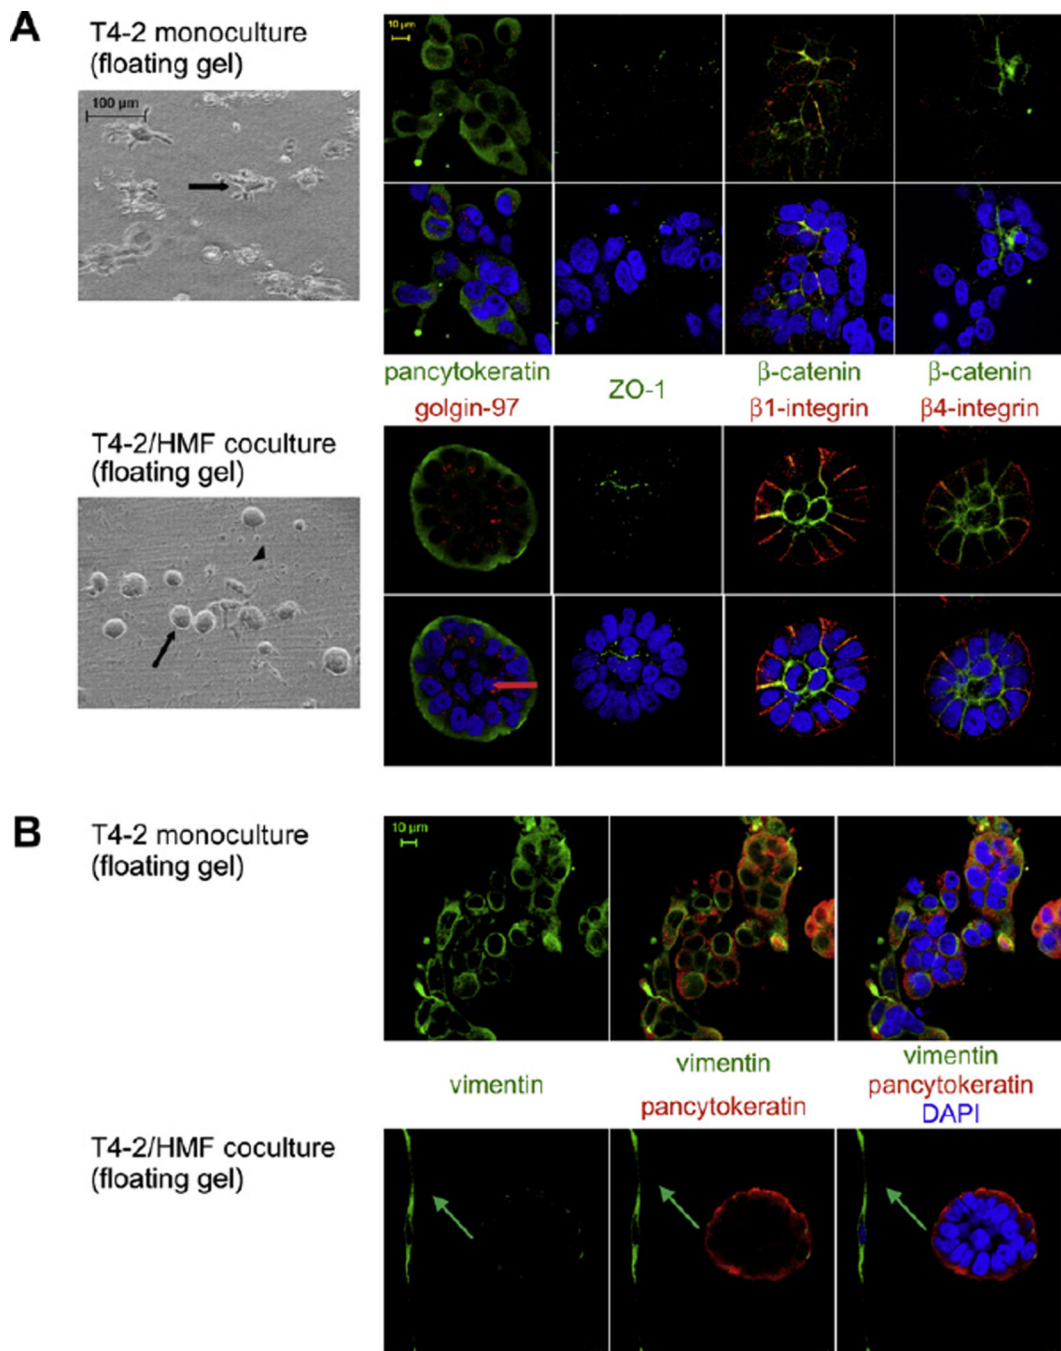 A
T4-2 monoculture
(floating gel)
100 µm
10 µm
pancytokeratin
golgin-97
ZO-1
β-catenin
β1-integrin
β-catenin
β4-integrin
T4-2/HMF coculture
(floating gel)
B
T4-2 monoculture
(floating gel)
10 µm
vimentin
vimentin
pancytokeratin
vimentin
pancytokeratin
DAPI
T4-2/HMF coculture
(floating gel)